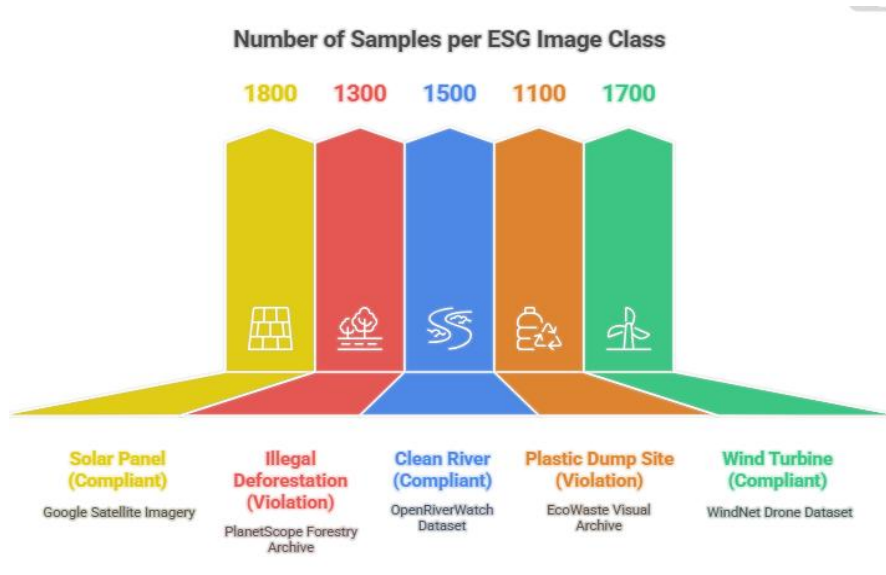 Number of Samples per ESG Image Class
1800 1300 1500 1100 1700
Solar Panel
(Compliant)
Google Satellite Imagery
Illegal
Deforestation
(Violation)
PlanetScope Forestry
Archive
Clean River
(Compliant)
OpenRiverWatch
Dataset
Plastic Dump Site
(Violation)
EcoWaste Visual
Archive
Wind Turbine
(Compliant)
WindNet Drone Dataset